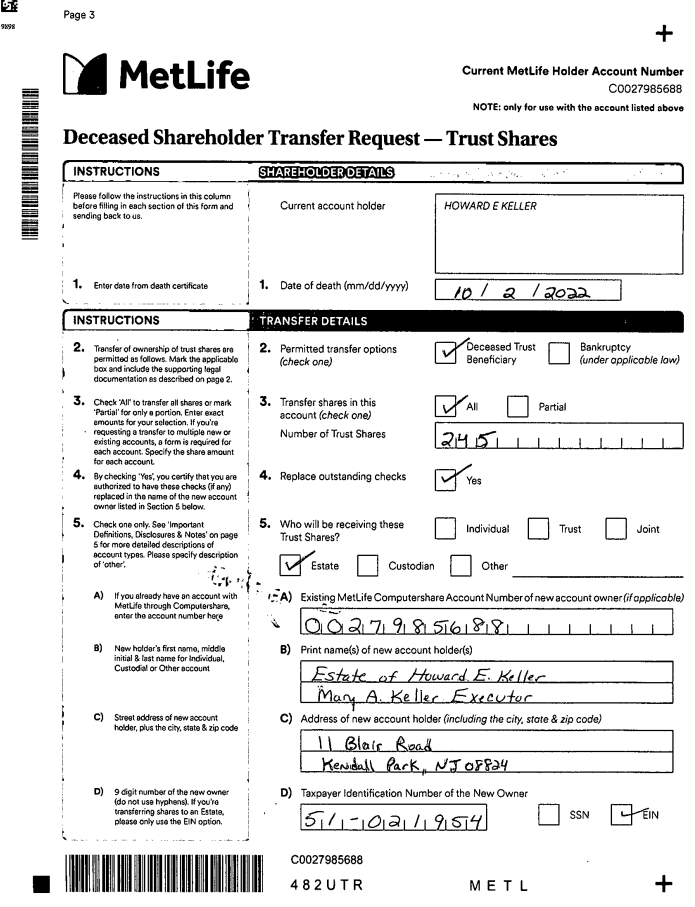 9X98
Page 3
MetLife
Current MetLife Holder Account Number
C0027985688
NOTE: only for use with the account listed above
Deceased Shareholder Transfer Request — Trust Shares
INSTRUCTIONS
SHAREHOLDER DETAILS
Please follow the instructions in this column
before filling in each section of this form and
sending back to us.
Current account holder
HOWARD E KELLER
1. Enter date from death certificate
1. Date of death (mm/dd/yyyy)
10 / 2 / 2022
INSTRUCTIONS
TRANSFER DETAILS
2. Transfer of ownership of trust shares are
permitted as follows. Mark the applicable
box and include the supporting legal
documentation as described on page 2.
2. Permitted transfer options
(check one)
Deceased Trust
Beneficiary
Bankruptcy
(under applicable law)
3. Check 'All' to transfer all shares or mark
'Partial' for only a portion. Enter exact
amounts for your selection. If you're
requesting a transfer to multiple new or
existing accounts, a form is required for
each account. Specify the share amount
for each account.
3. Transfer shares in this
account (check one)
All
Partial
Number of Trust Shares
245
4. By checking 'Yes', you certify that you are
authorized to have these checks (if any)
replaced in the name of the new account
owner listed in Section 5 below.
4. Replace outstanding checks
Yes
5. Check one only. See 'Important
Definitions, Disclosures & Notes' on page
5 for more detailed descriptions of
account types. Please specify description
of 'other'.
5. Who will be receiving these
Trust Shares?
Individual
Trust
Joint
Estate
Custodian
Other
A) If you already have an account with
MetLife through Computershare,
enter the account number here
A) Existing MetLife Computershare Account Number of new account owner (if applicable)
0027985688
B) New holder's first name, middle
initial & last name for Individual,
Custodial or Other account
B) Print name(s) of new account holder(s)
Estate of Howard E. Keller
Mary A. Keller Executor
C) Street address of new account
holder, plus the city, state & zip code
C) Address of new account holder (including the city, state & zip code)
11 Blair Road
Kendall Park, NJ 08824
D) 9 digit number of the new owner
(do not use hyphens). If you're
transferring shares to an Estate,
please only use the EIN option.
D) Taxpayer Identification Number of the New Owner
51-021954
SSN
EIN
C0027985688
482UTR
METL